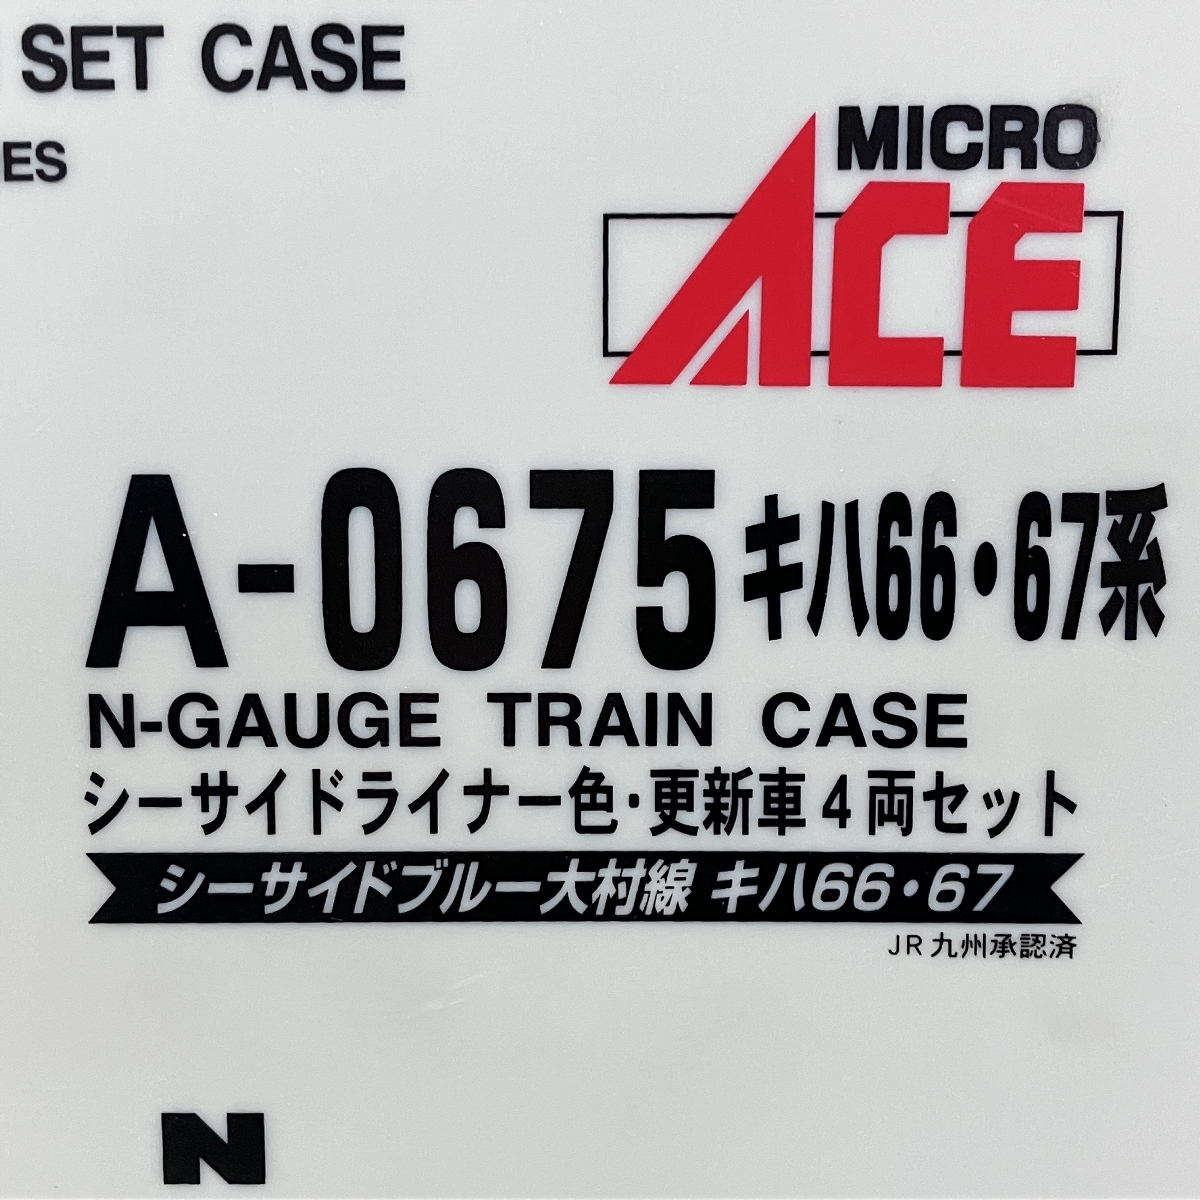 SET CASE
ES
MICRO
ACE
A-0675 キハ66・67系
N-GAUGE TRAIN CASE
シーサイドライナー色・更新車4両セット
シーサイドブルー大村線 キハ66・67
JR九州承認済
N